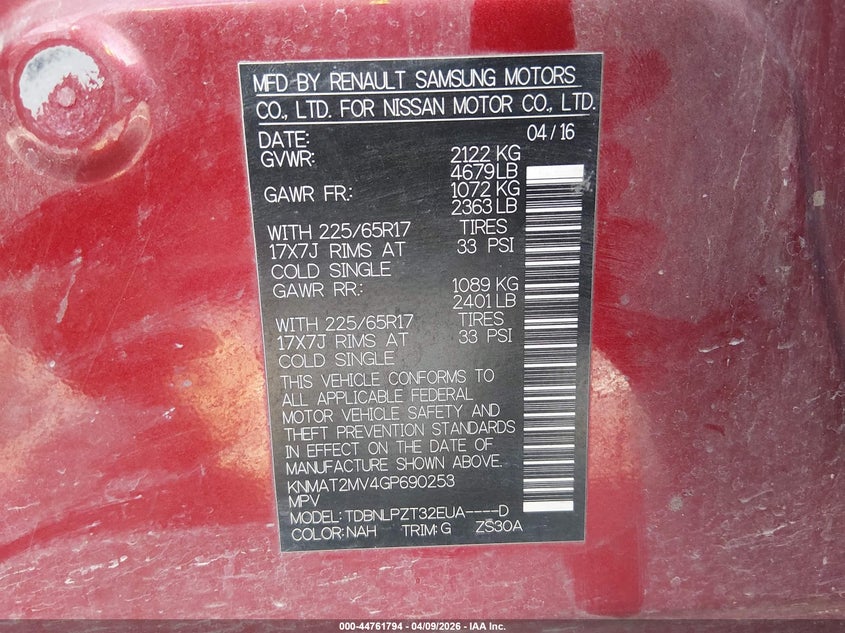 MFD BY RENAULT SAMSUNG MOTORS
CO., LTD. FOR NISSAN MOTOR CO., LTD.
DATE: 04/16
GVWR: 2122 KG
4679 LB
GAWR FR: 1072 KG
2363 LB
WITH 225/65R17 TIRES
17X7J RIMS AT 33 PSI
COLD SINGLE
GAWR RR: 1089 KG
2401 LB
WITH 225/65R17 TIRES
17X7J RIMS AT 33 PSI
COLD SINGLE
THIS VEHICLE CONFORMS TO
ALL APPLICABLE FEDERAL
MOTOR VEHICLE SAFETY AND
THEFT PREVENTION STANDARDS
IN EFFECT ON THE DATE OF
MANUFACTURE SHOWN ABOVE.
KNMAT2MV4GP690253
MPV
MODEL: TDBNLPZT32EUA----D
COLOR: NAH TRIM: G ZS30A
000-44761794 - 04/09/2026 - IAA Inc.